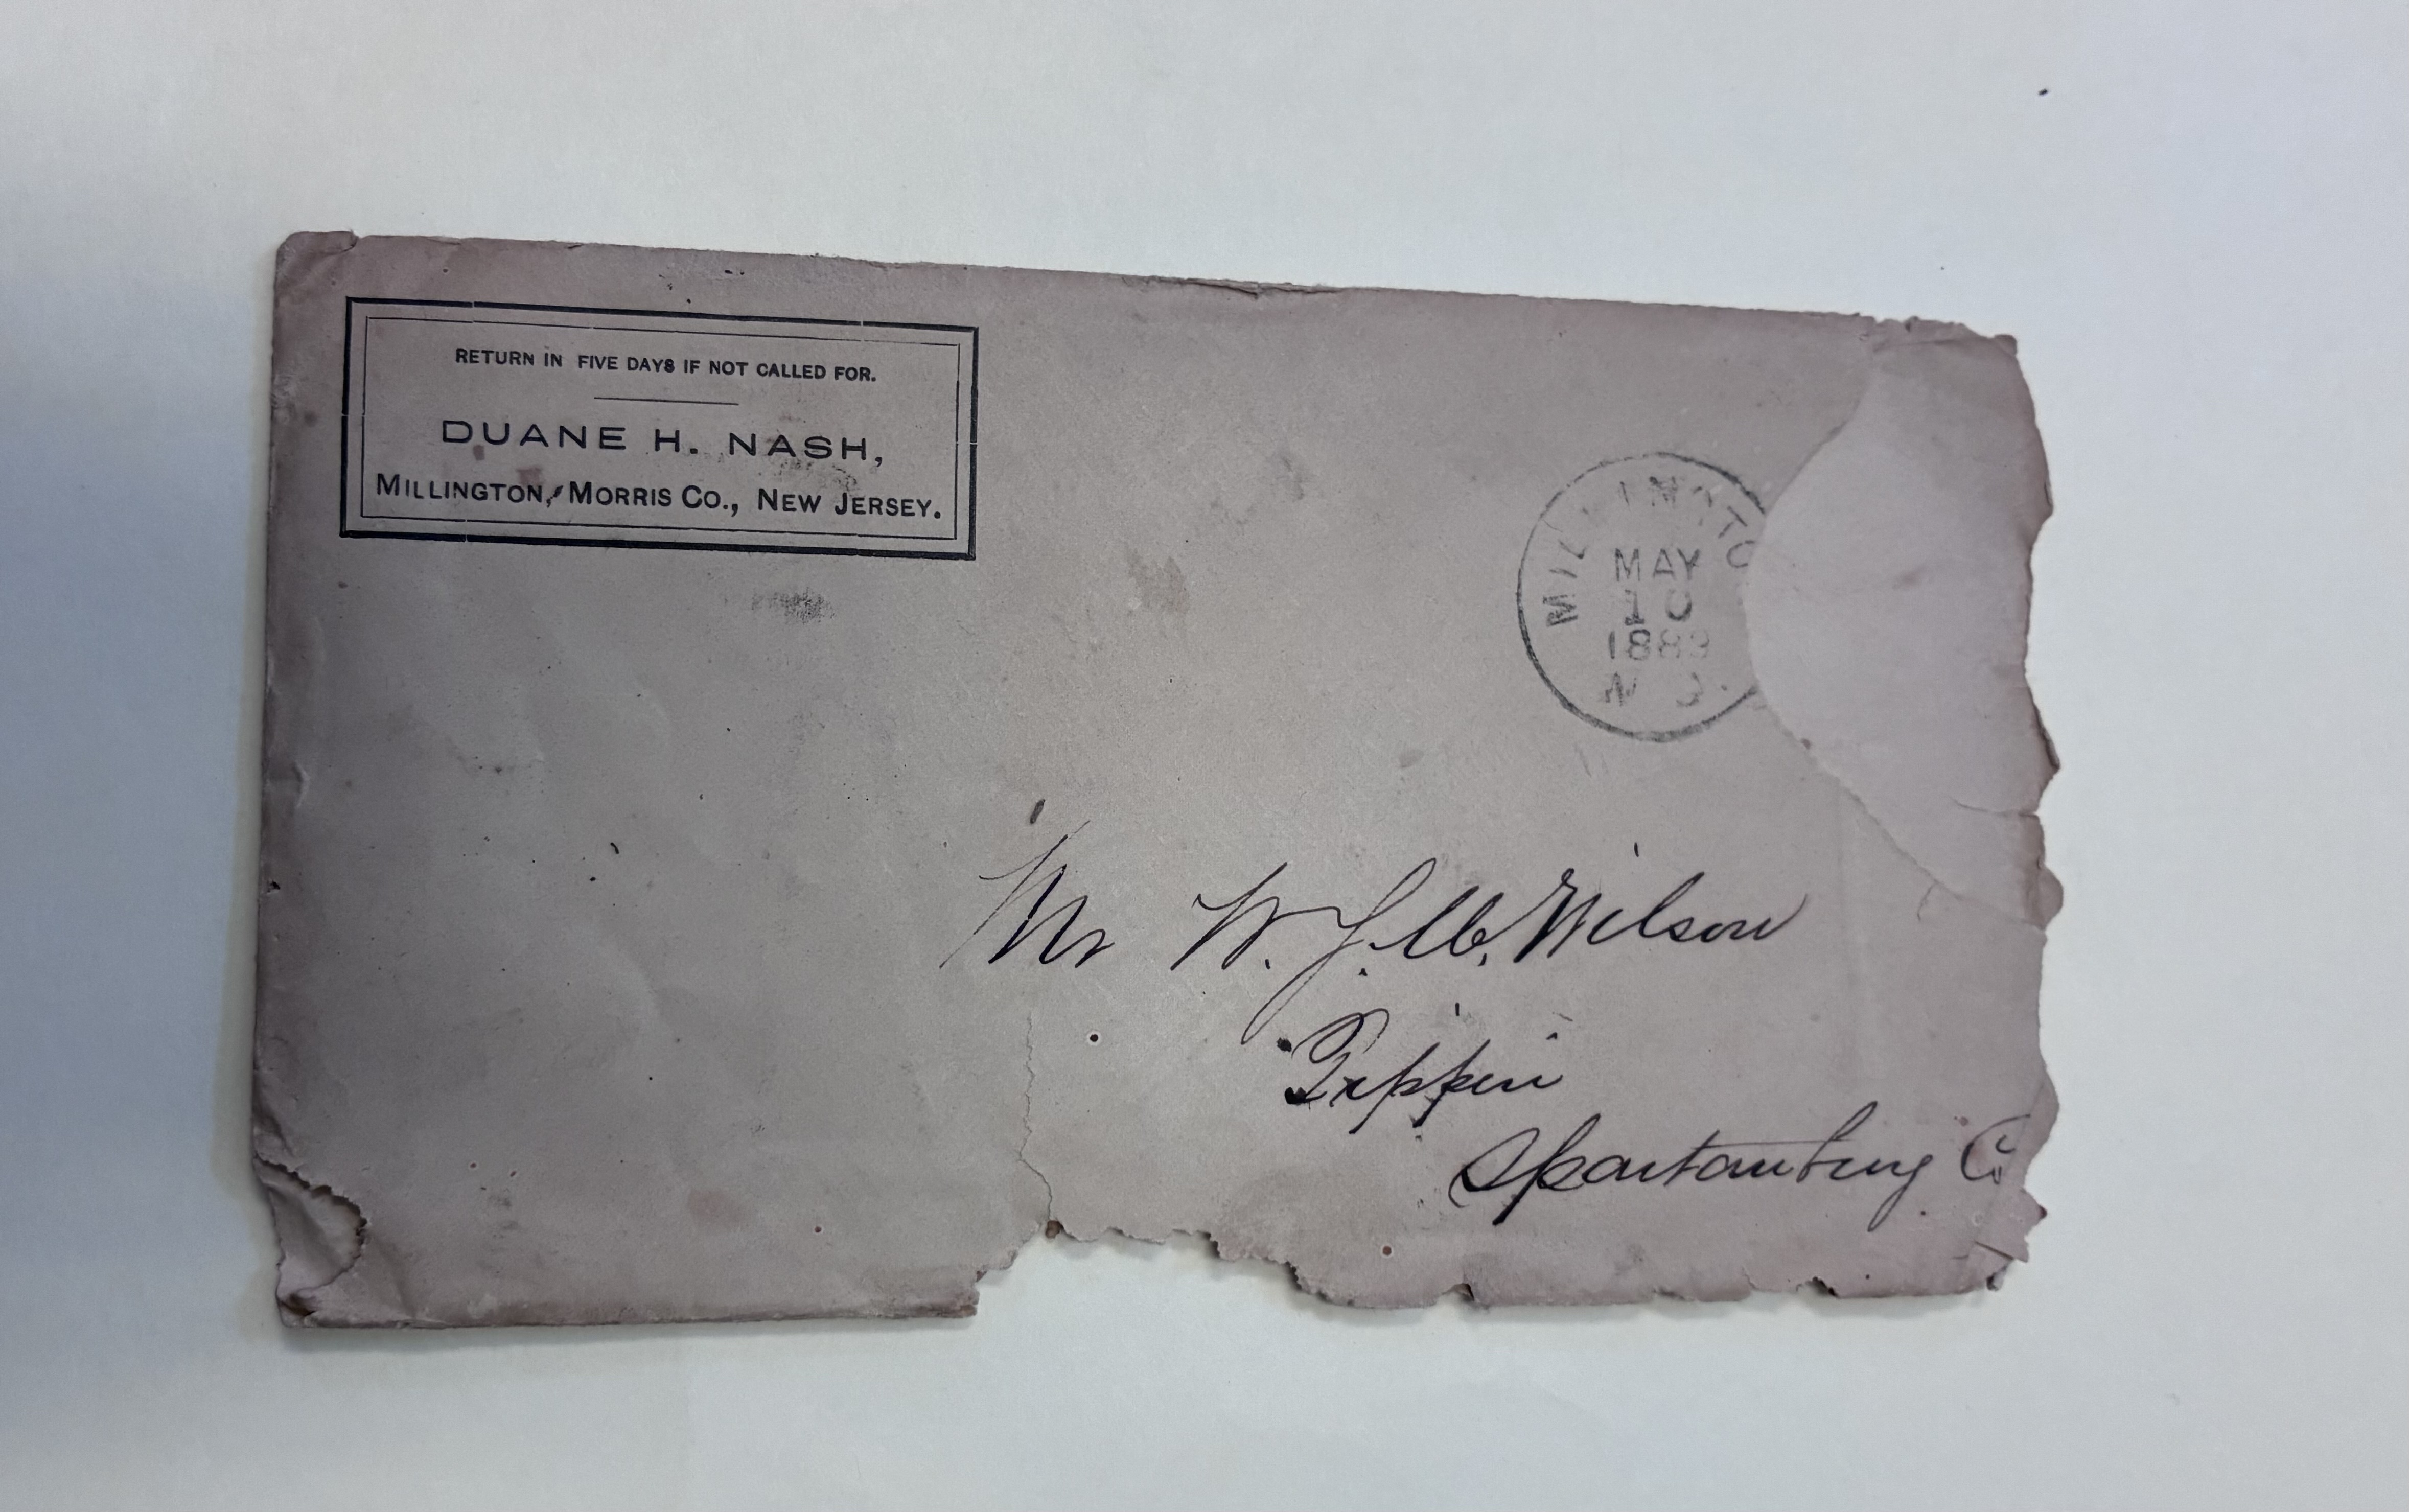 RETURN IN FIVE DAYS IF NOT CALLED FOR.
DUANE H. NASH,
MILLINGTON, MORRIS CO., NEW JERSEY.
MILLINGTO
MAY
10
1889
N J.
Mr W. J. M. Wilson
Spartanburg Co